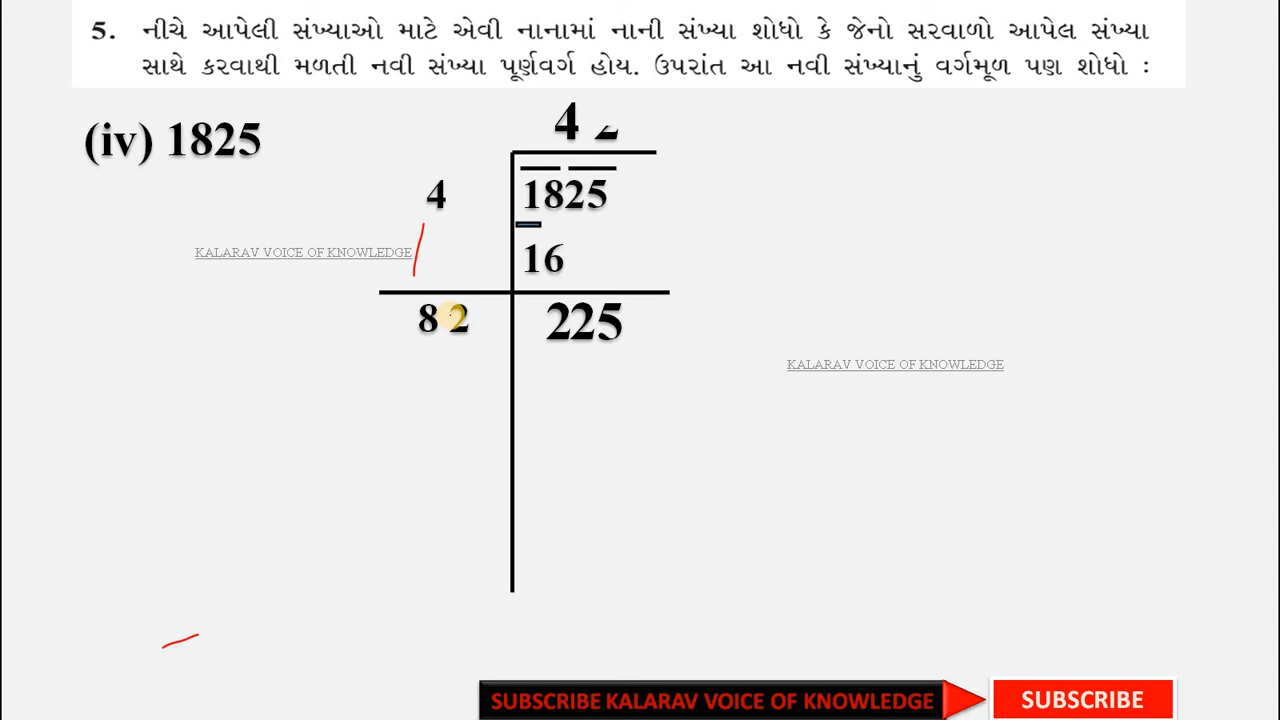 5. નીચે આપેલી સંખ્યાઓ માટે એવી નાનામાં નાની સંખ્યા શોધો કે જેનો સરવાળો આપેલ સંખ્યા
સાથે કરવાથી મળતી નવી સંખ્યા પૂર્ણવર્ગ હોય. ઉપરાંત આ નવી સંખ્યાનું વર્ગમૂળ પણ શોધો :
(iv) 1825
4 2
4 1825
KALARAV VOICE OF KNOWLEDGE
16
8 2 225
KALARAV VOICE OF KNOWLEDGE
SUBSCRIBE KALARAV VOICE OF KNOWLEDGE
SUBSCRIBE